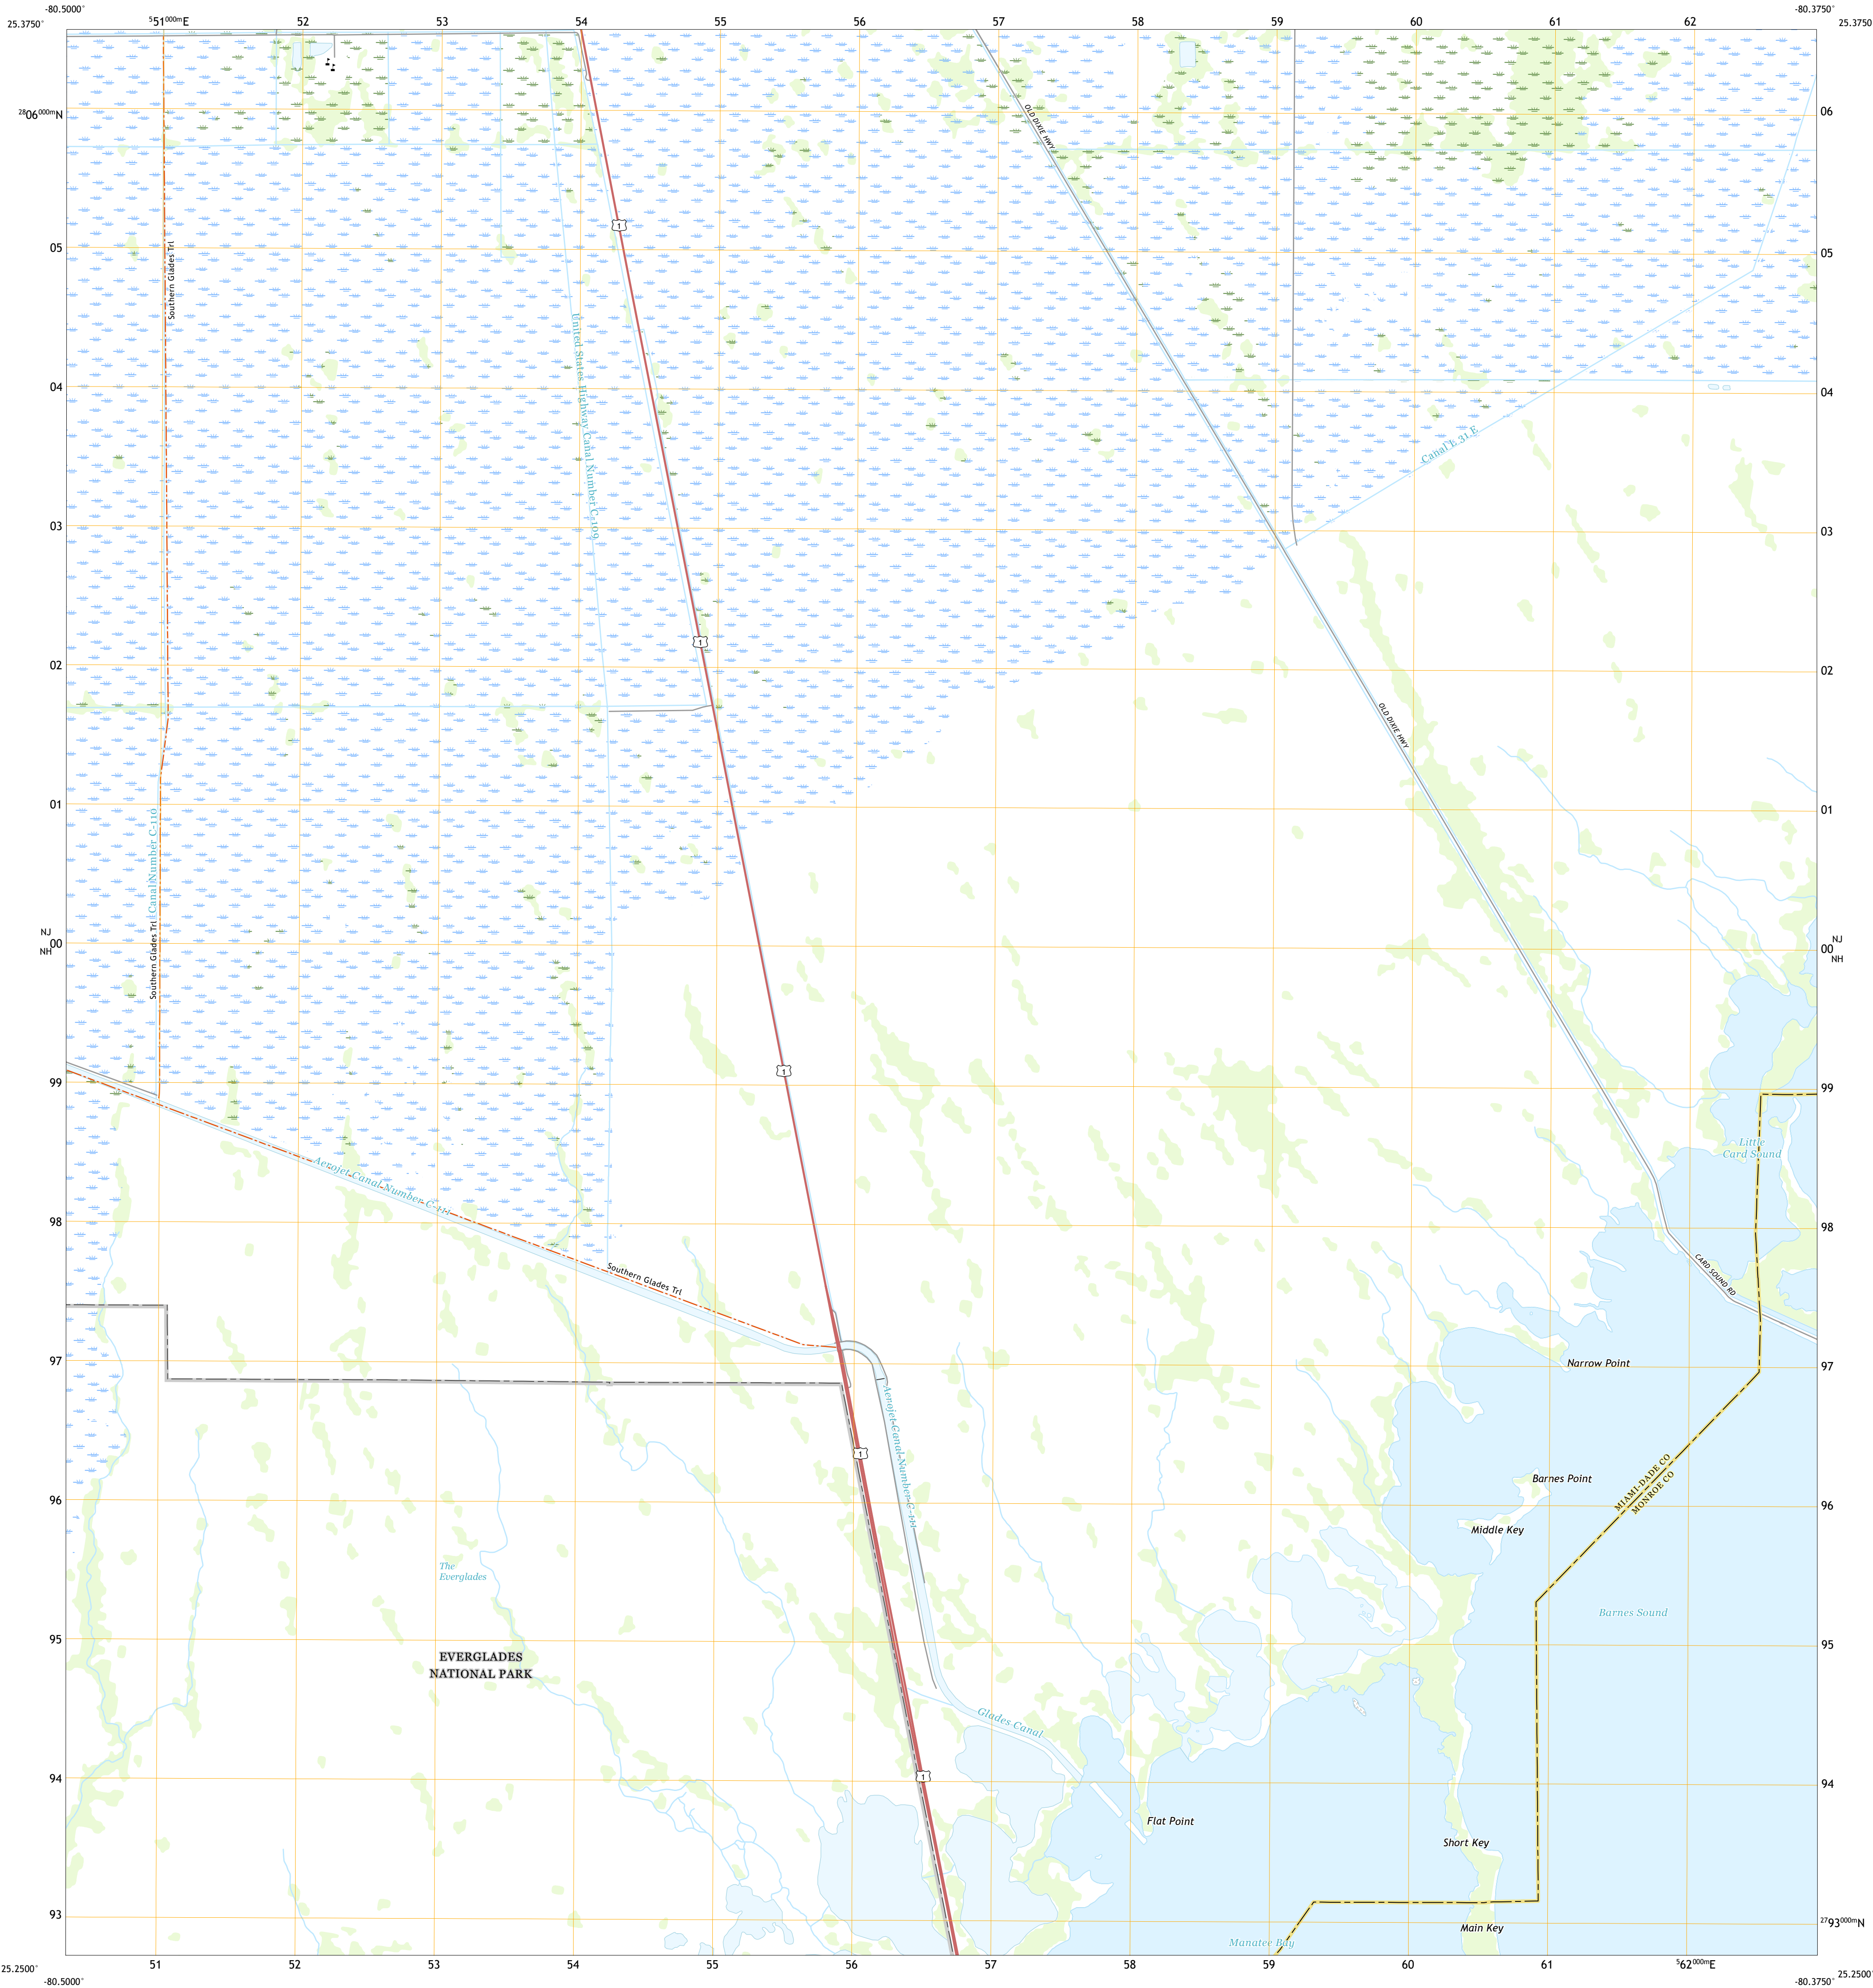 -80.5000° -80.3750°
25.3750° ⁵51⁰⁰⁰ᵐE 52 53 54 55 56 57 58 59 60 61 62 25.3750
OLD DIXIE HWY
²⁸06⁰⁰⁰ᵐN 06
1
Southern Glades Trl
05 05
United States Highway Canal Number C-109
04 04
Canal L 31 E
03 03
1
02 02
OLD DIXIE HWY
01 01
Canal Number C-110
Southern Glades Trl
NJ NJ
00 00
NH NH
1
99 99
Little
Card Sound
Aerojet Canal Number C-111
98 98
CARD SOUND RD
Southern Glades Trl
97 97
Narrow Point
Aerojet Canal Number C-111
1
Barnes Point
MIAMI-DADE CO
MONROE CO
96 96
Middle Key
The
Everglades
Barnes Sound
95 95
EVERGLADES
NATIONAL PARK
Glades Canal
94 94
1
Flat Point
Short Key
93 ²⁷93⁰⁰⁰ᵐN
Main Key
Manatee Bay
25.2500° 51 52 53 54 55 56 57 58 59 60 61 ⁵62⁰⁰⁰ᵐE 25.2500°
-80.5000° -80.3750°